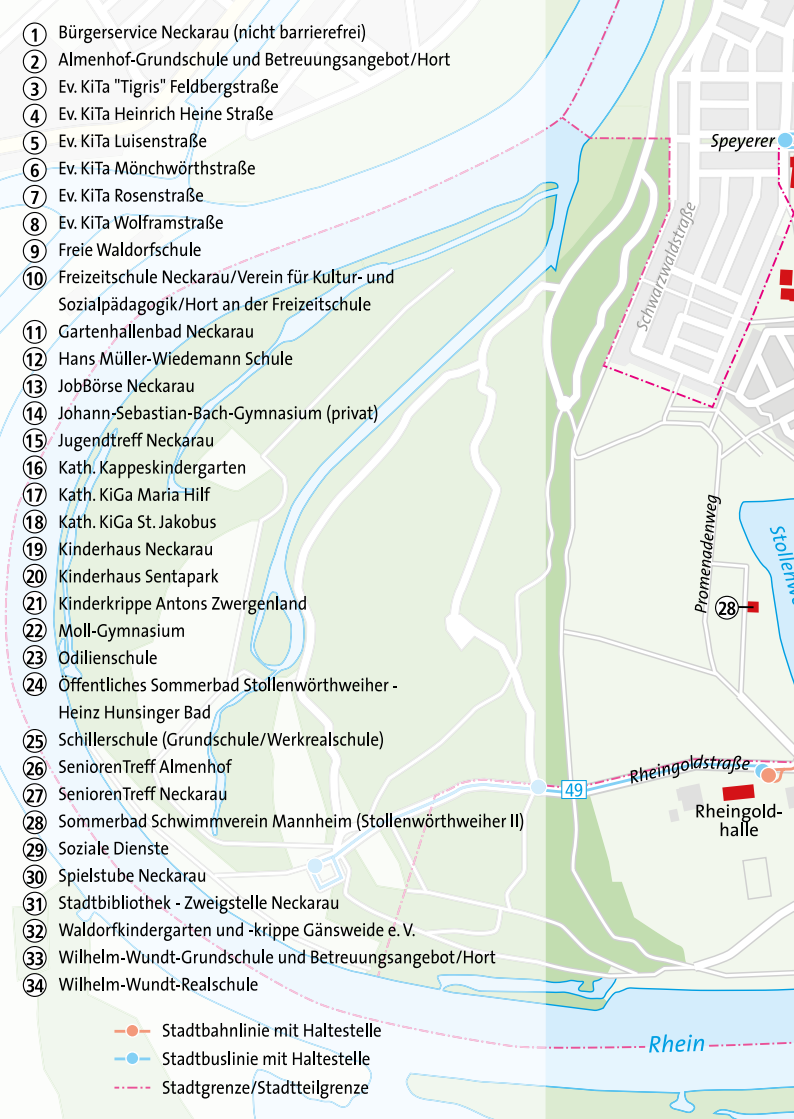 1 Bürgerservice Neckarau (nicht barrierefrei)
2 Almenhof-Grundschule und Betreuungsangebot/Hort
3 Ev. KiTa "Tigris" Feldbergstraße
4 Ev. KiTa Heinrich Heine Straße
5 Ev. KiTa Luisenstraße
6 Ev. KiTa Mönchwörthstraße
7 Ev. KiTa Rosenstraße
8 Ev. KiTa Wolframstraße
9 Freie Waldorfschule
10 Freizeitschule Neckarau/Verein für Kultur- und
Sozialpädagogik/Hort an der Freizeitschule
11 Gartenhallenbad Neckarau
12 Hans Müller-Wiedemann Schule
13 JobBörse Neckarau
14 Johann-Sebastian-Bach-Gymnasium (privat)
15 Jugendtreff Neckarau
16 Kath. Kappeskindergarten
17 Kath. KiGa Maria Hilf
18 Kath. KiGa St. Jakobus
19 Kinderhaus Neckarau
20 Kinderhaus Sentapark
21 Kinderkrippe Antons Zwergenland
22 Moll-Gymnasium
23 Odilienschule
24 Öffentliches Sommerbad Stollenwörthweiher -
Heinz Hunsinger Bad
25 Schillerschule (Grundschule/Werkrealschule)
26 SeniorenTreff Almenhof
27 SeniorenTreff Neckarau
28 Sommerbad Schwimmverein Mannheim (Stollenwörthweiher II)
29 Soziale Dienste
30 Spielstube Neckarau
31 Stadtbibliothek - Zweigstelle Neckarau
32 Waldorfkindergarten und -krippe Gänsweide e. V.
33 Wilhelm-Wundt-Grundschule und Betreuungsangebot/Hort
34 Wilhelm-Wundt-Realschule
Stadtbahnlinie mit Haltestelle
Stadtbuslinie mit Haltestelle
Stadtgrenze/Stadtteilgrenze
Speyerer
Schwarzwaldstraße
Promenadenweg
28
49
Rheingoldstraße
Rheingold-
halle
Rhein